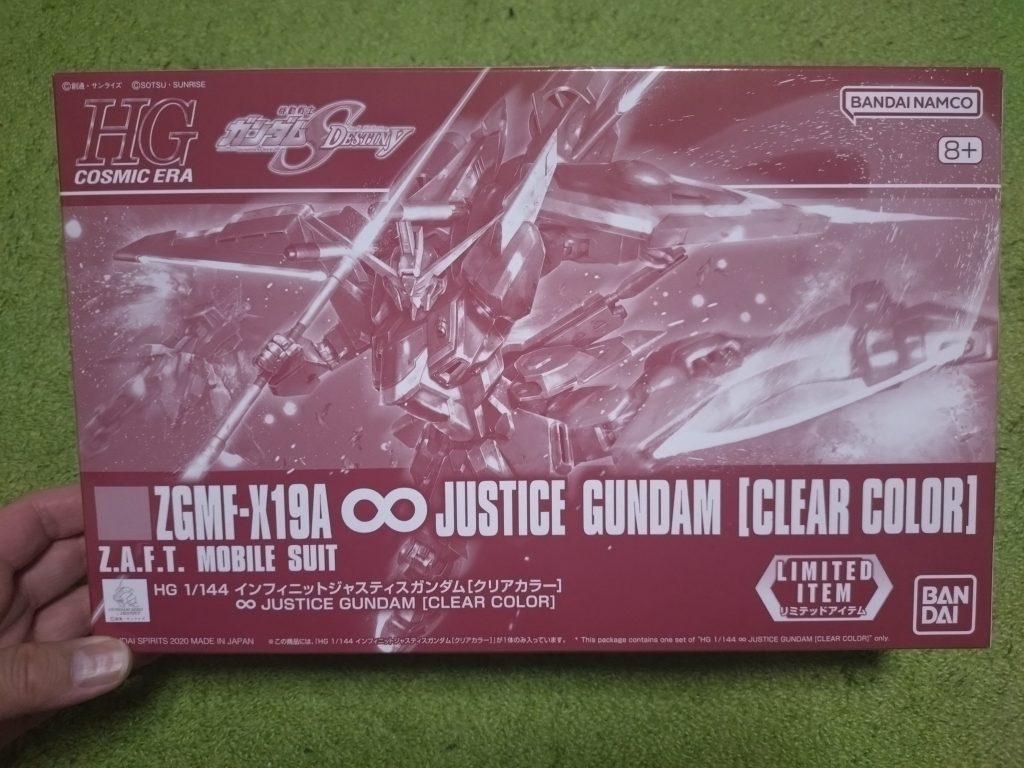 ©創通・サンライズ ©SOTSU・SUNRISE
HG
COSMIC ERA
機動戦士
ガンダム SEED DESTINY
BANDAI NAMCO
8+
ZGMF-X19A ∞ JUSTICE GUNDAM [CLEAR COLOR]
Z.A.F.T. MOBILE SUIT
HG 1/144 インフィニットジャスティスガンダム[クリアカラー]
∞ JUSTICE GUNDAM [CLEAR COLOR]
LIMITED
ITEM
リミテッドアイテム
BAN
DAI
SPIRITS 2020 MADE IN JAPAN
※この商品には、「HG 1/144 インフィニットジャスティスガンダム[クリアカラー]」が1体のみ入っています。 * This package contains one set of "HG 1/144 ∞ JUSTICE GUNDAM [CLEAR COLOR]" only.